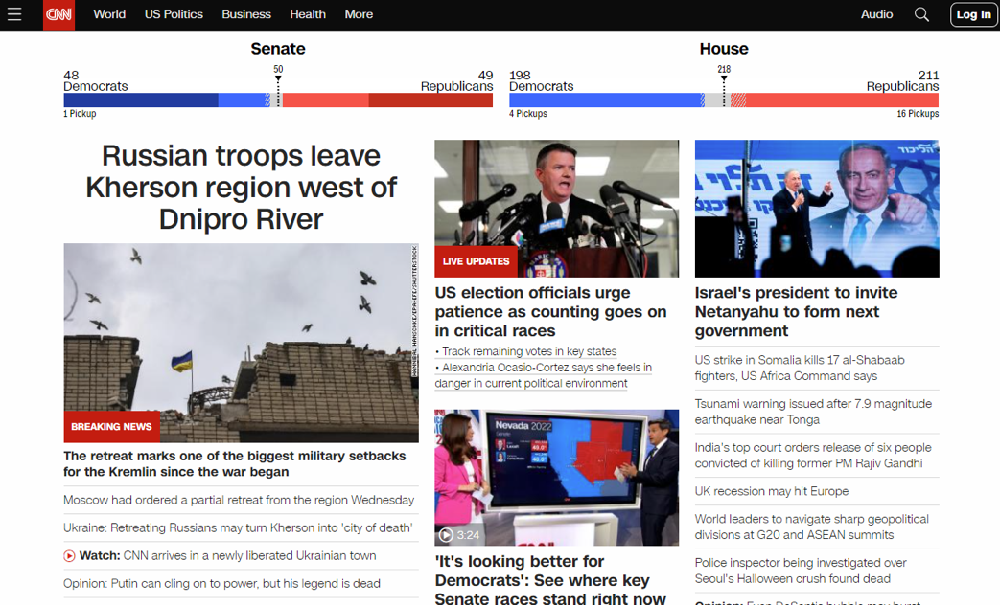 CNN World US Politics Business Health More Audio Log In
Senate
50
48 49
Democrats Republicans
1 Pickup
House
218
198 211
Democrats Republicans
4 Pickups 16 Pickups
Russian troops leave
Kherson region west of
Dnipro River
BREAKING NEWS
The retreat marks one of the biggest military setbacks
for the Kremlin since the war began
Moscow had ordered a partial retreat from the region Wednesday
Ukraine: Retreating Russians may turn Kherson into 'city of death'
Watch: CNN arrives in a newly liberated Ukrainian town
Opinion: Putin can cling on to power, but his legend is dead
LIVE UPDATES
US election officials urge
patience as counting goes on
in critical races
• Track remaining votes in key states
• Alexandria Ocasio-Cortez says she feels in
danger in current political environment
Nevada 2022
3:24
'It's looking better for
Democrats': See where key
Senate races stand right now
Israel's president to invite
Netanyahu to form next
government
US strike in Somalia kills 17 al-Shabaab
fighters, US Africa Command says
Tsunami warning issued after 7.9 magnitude
earthquake near Tonga
India's top court orders release of six people
convicted of killing former PM Rajiv Gandhi
UK recession may hit Europe
World leaders to navigate sharp geopolitical
divisions at G20 and ASEAN summits
Police inspector being investigated over
Seoul's Halloween crush found dead
Opinion: Even DeSantis' bubble may burst